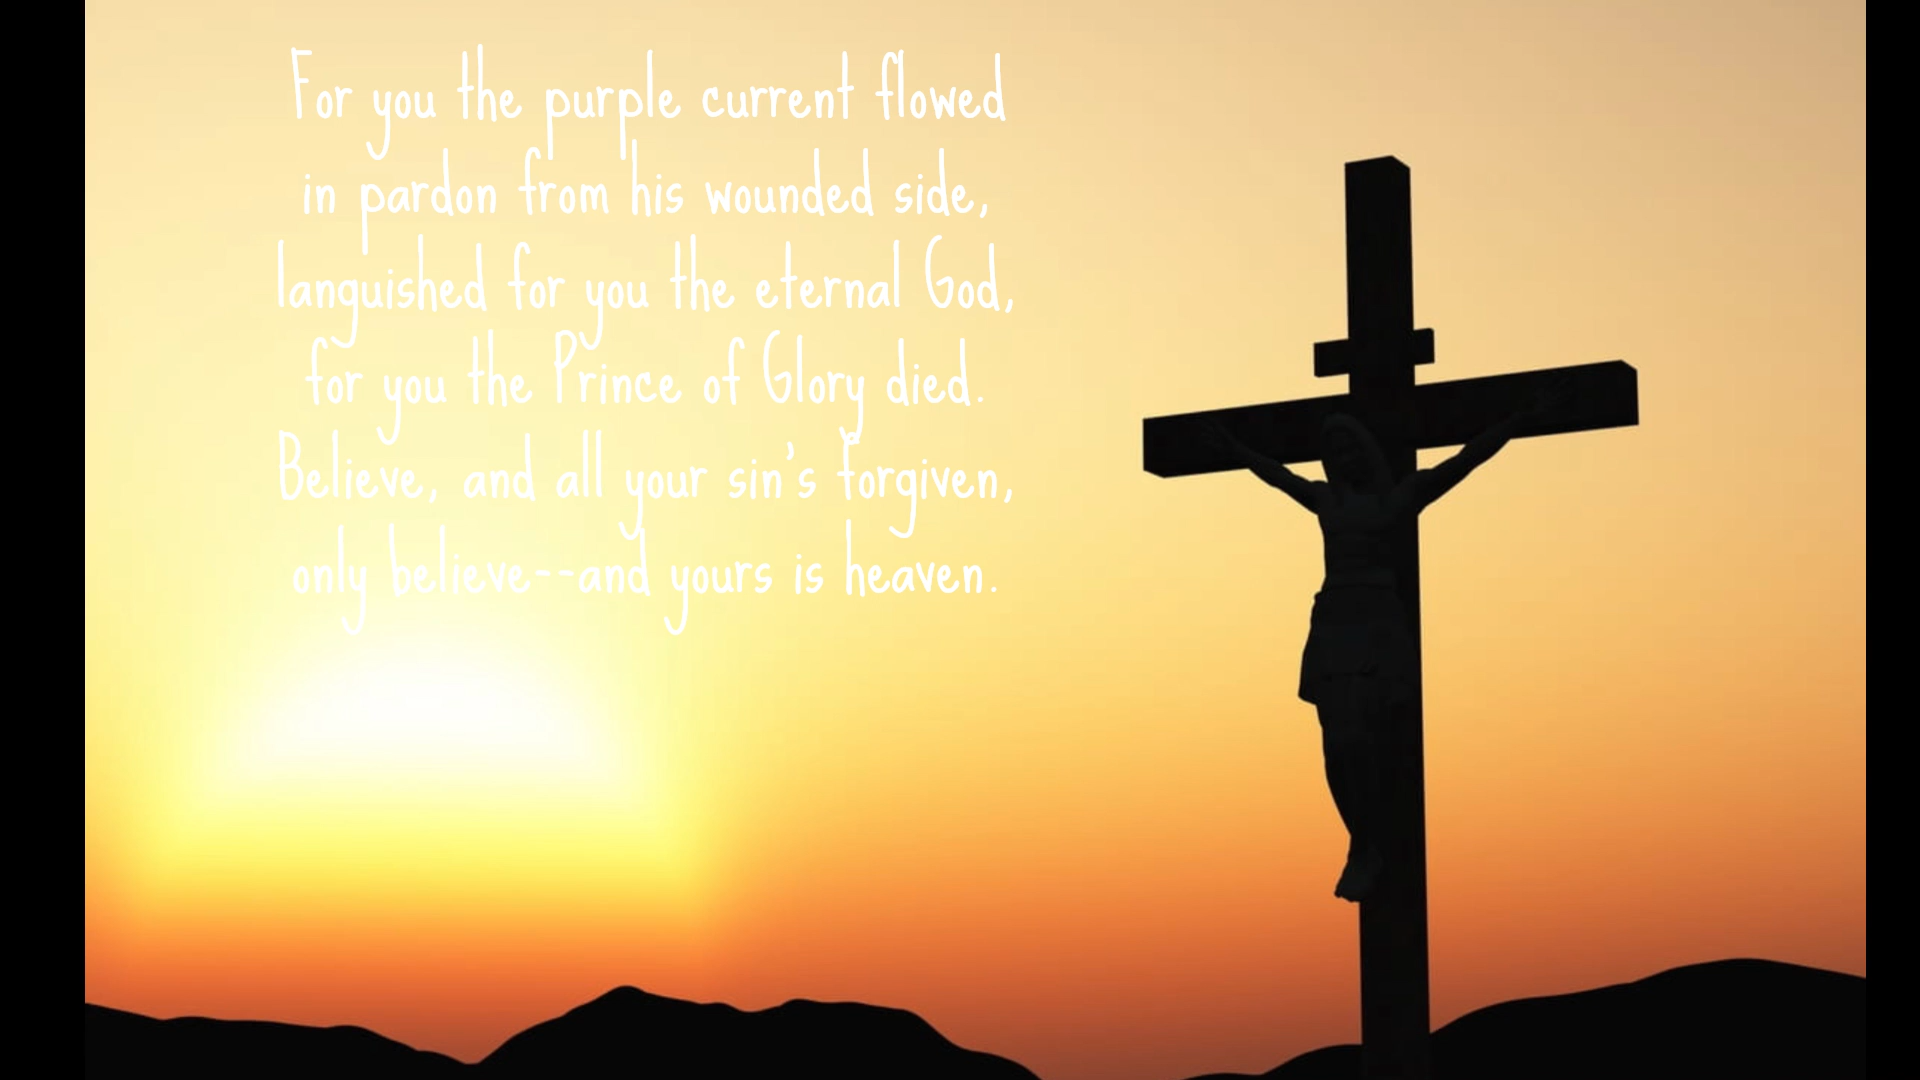 For you the purple current flowed
in pardon from his wounded side,
languished for you the eternal God,
for you the Prince of Glory died.
Believe, and all your sin's forgiven,
only believe--and yours is heaven.